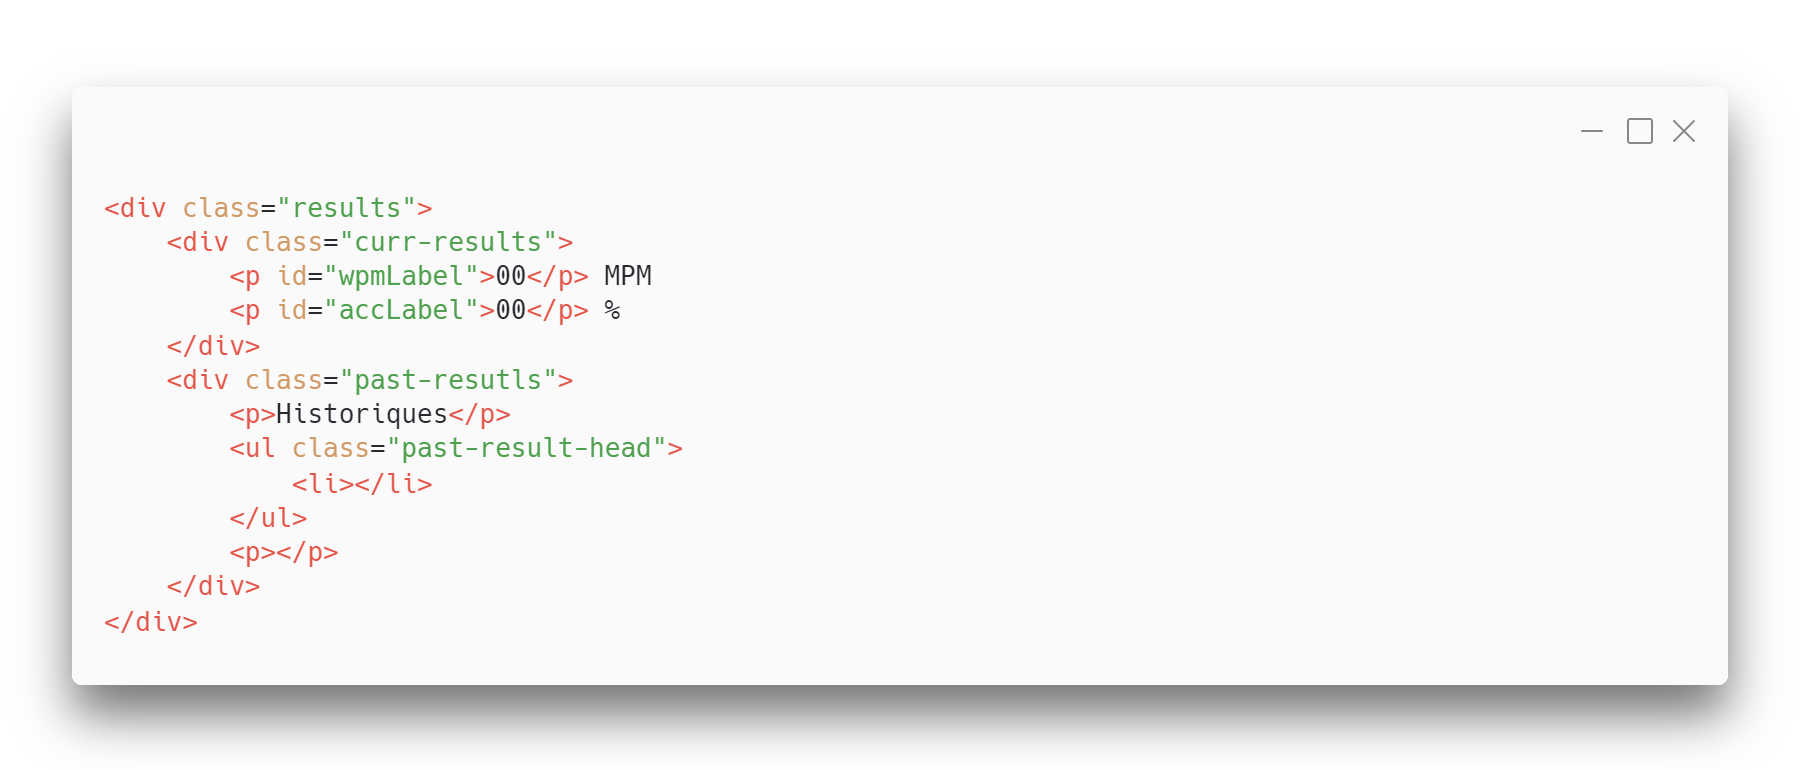 <div class="results">
    <div class="curr-results">
        <p id="wpmLabel">00</p> MPM
        <p id="accLabel">00</p> %
    </div>
    <div class="past-resutls">
        <p>Historiques</p>
        <ul class="past-result-head">
            <li></li>
        </ul>
        <p></p>
    </div>
</div>